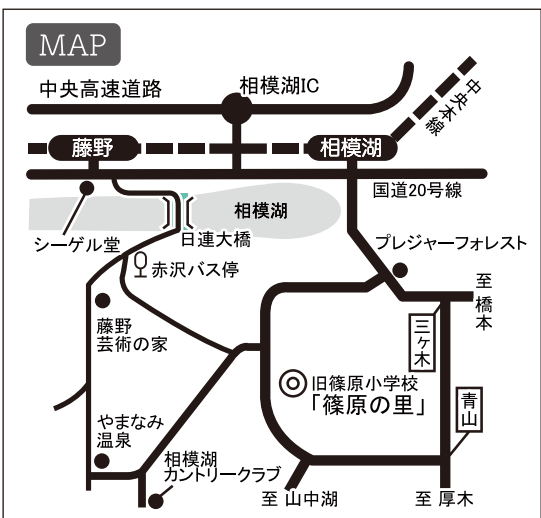 MAP
中央高速道路
相模湖IC
中央本線
藤野
相模湖
国道20号線
相模湖
シーゲル堂
日連大橋
プレジャーフォレスト
赤沢バス停
至
橋本
藤野
芸術の家
三ヶ木
旧篠原小学校
「篠原の里」
青山
やまなみ
温泉
相模湖
カントリークラブ
至 山中湖
至 厚木